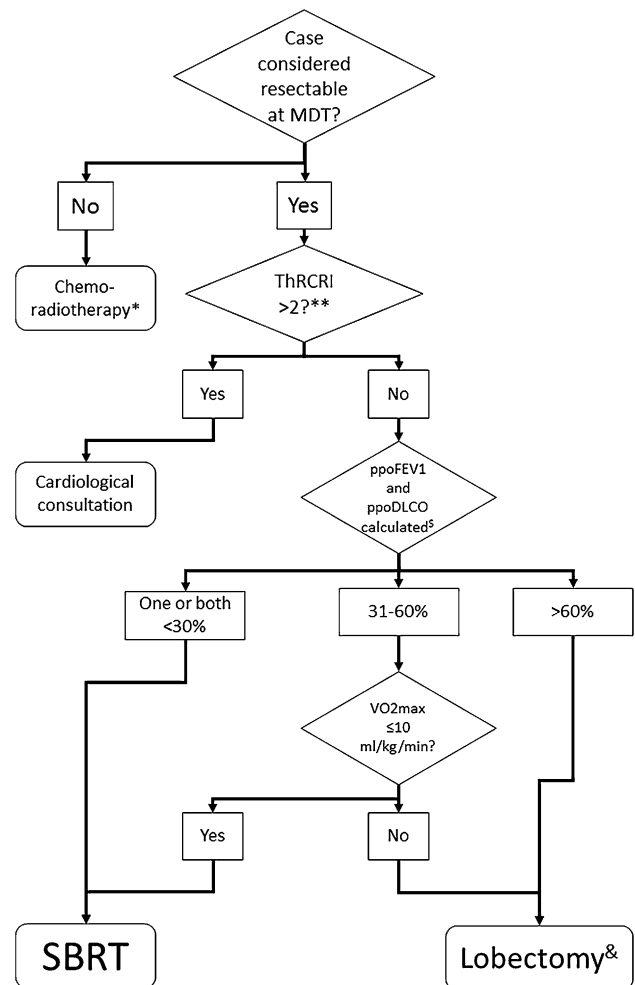 Case
considered
resectable
at MDT?
No
Yes
Chemo-
radiotherapy*
ThRCRI
>2?**
Yes
No
Cardiological
consultation
ppoFEV1
and
ppoDLCO
calculated$
One or both
<30%
31-60%
>60%
VO2max
≤10
ml/kg/min?
Yes
No
SBRT
Lobectomy&